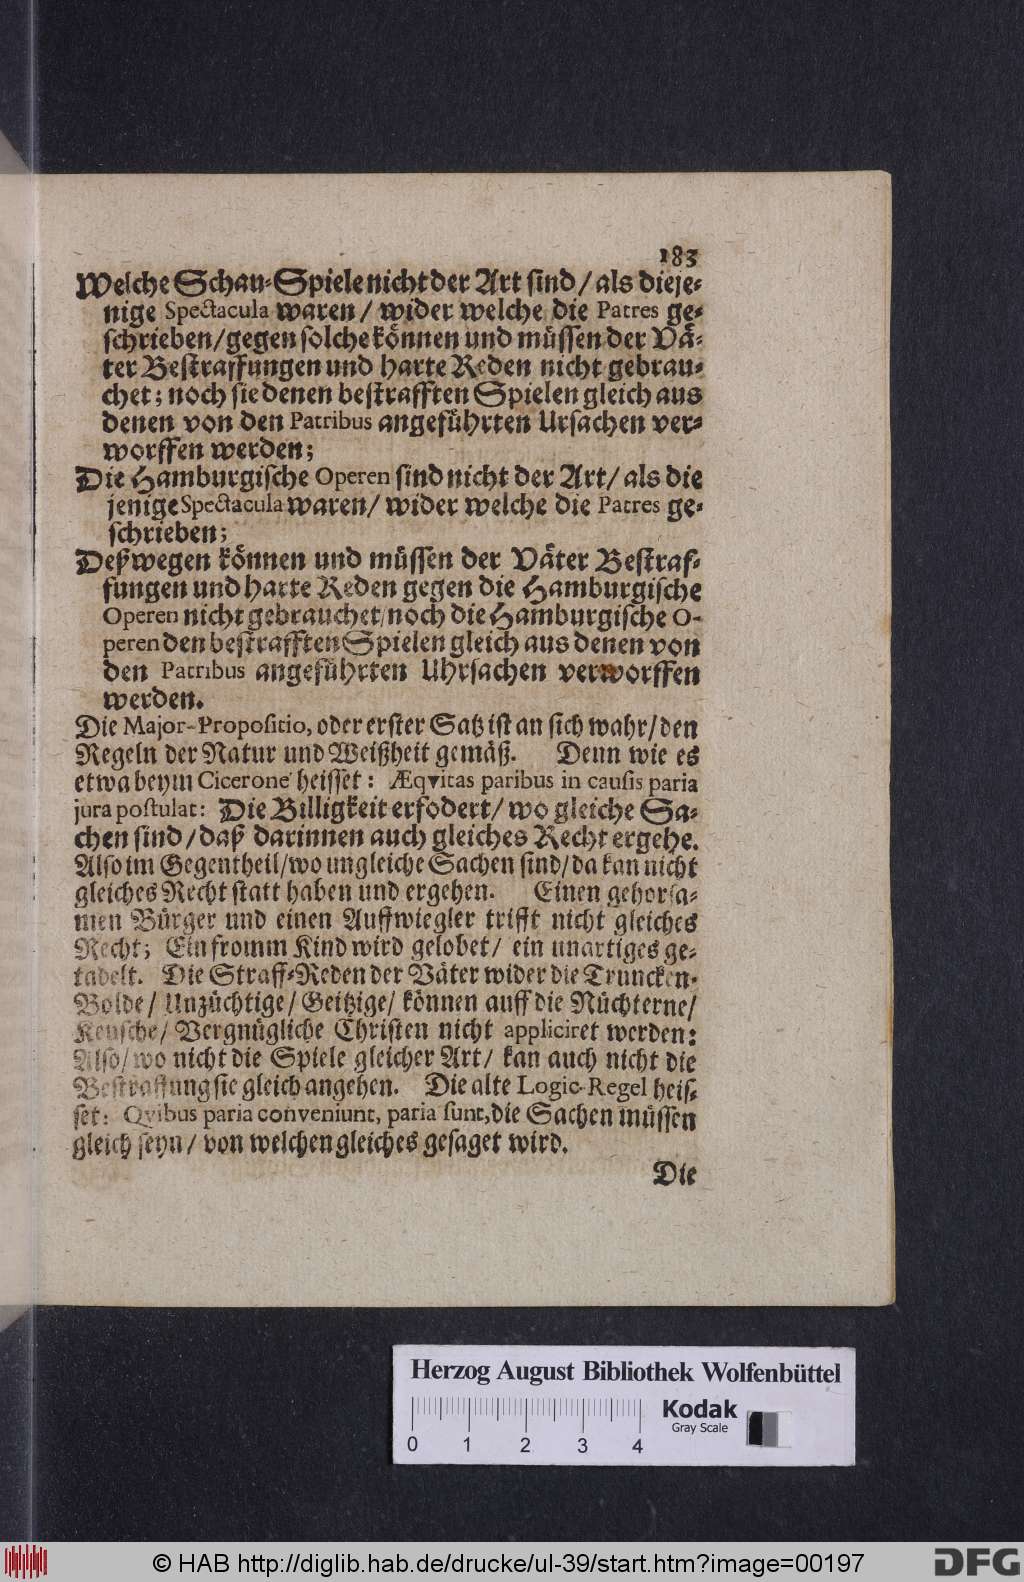 183
Welche Schau-Spiele nicht der Art sind / als dieje-
nige Spectacula waren / wider welche die Patres ge-
schrieben / gegen solche können und müssen der Vä-
ter Bestraffungen und harte Reden nicht gebrau-
chet; noch sie denen bestrafften Spielen gleich aus
denen von den Patribus angeführten Ursachen ver-
worffen werden;
Die Hamburgische Operen sind nicht der Art / als die
jenige Spectacula waren / wider welche die Patres ge-
schrieben;
Deßwegen können und müssen der Väter Bestraf-
fungen und harte Reden gegen die Hamburgische
Operen nicht gebrauchet / noch die Hamburgische O-
peren den bestrafften Spielen gleich aus denen von
den Patribus angeführten Uhrsachen verworffen
werden.
Die Major-Propositio, oder erster Satz ist an sich wahr / den
Regeln der Natur und Weißheit gemäß. Denn wie es
etwa beym Cicerone heisset: Æqvitas paribus in causis paria
jura postulat: Die Billigkeit erfodert / wo gleiche Sa-
chen sind / daß darinnen auch gleiches Recht ergehe.
Also im Gegentheil / wo ungleiche Sachen sind / da kan nicht
gleiches Recht statt haben und ergehen. Einen gehorsa-
men Bürger und einen Auffwiegler trifft nicht gleiches
Recht; Ein fromm Kind wird gelobet / ein unartiges ge-
tadelt. Die Straff-Reden der Väter wider die Truncken-
Bolde / Unzüchtige / Geitzige / können auff die Nüchterne /
Keusche / Vergnügliche Christen nicht appliciret werden:
Also / wo nicht die Spiele gleicher Art / kan auch nicht die
Bestraffung sie gleich angehen. Die alte Logic-Regel heis-
set: Qvibus paria conveniunt, paria sunt, die Sachen müssen
gleich seyn / von welchen gleiches gesaget wird.
Die
Herzog August Bibliothek Wolfenbüttel
Kodak
Gray Scale
0 1 2 3 4
© HAB http://diglib.hab.de/drucke/ul-39/start.htm?image=00197
DFG